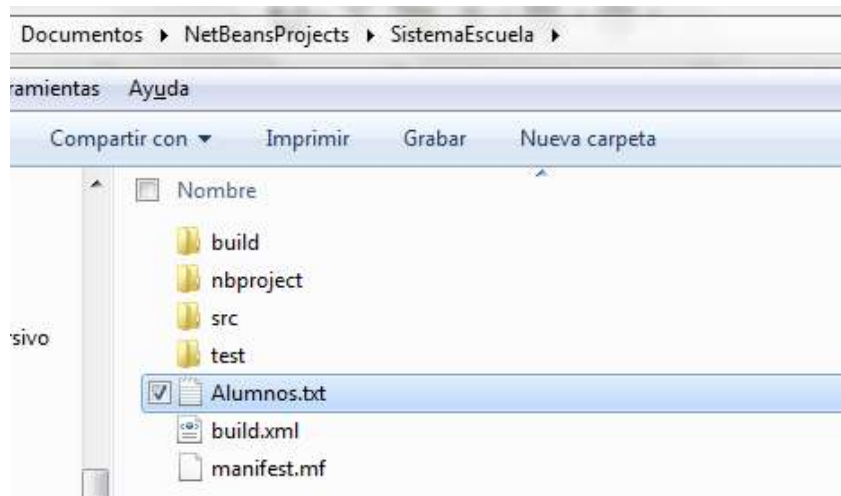 Documentos ▸ NetBeansProjects ▸ SistemaEscuela ▸
ramientas Ayuda
Compartir con ▾ Imprimir Grabar Nueva carpeta
Nombre
build
nbproject
src
rsivo
test
Alumnos.txt
build.xml
manifest.mf